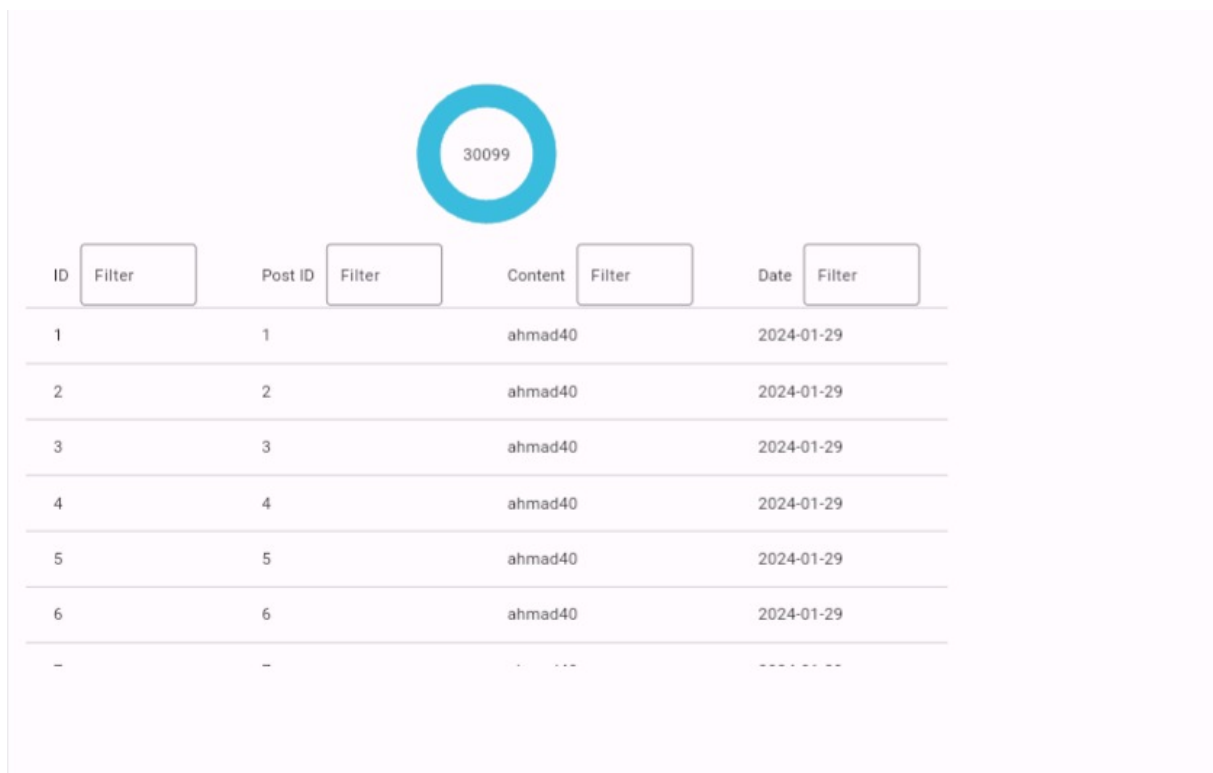 30099
ID Filter Post ID Filter Content Filter Date Filter
1 1 ahmad40 2024-01-29
2 2 ahmad40 2024-01-29
3 3 ahmad40 2024-01-29
4 4 ahmad40 2024-01-29
5 5 ahmad40 2024-01-29
6 6 ahmad40 2024-01-29